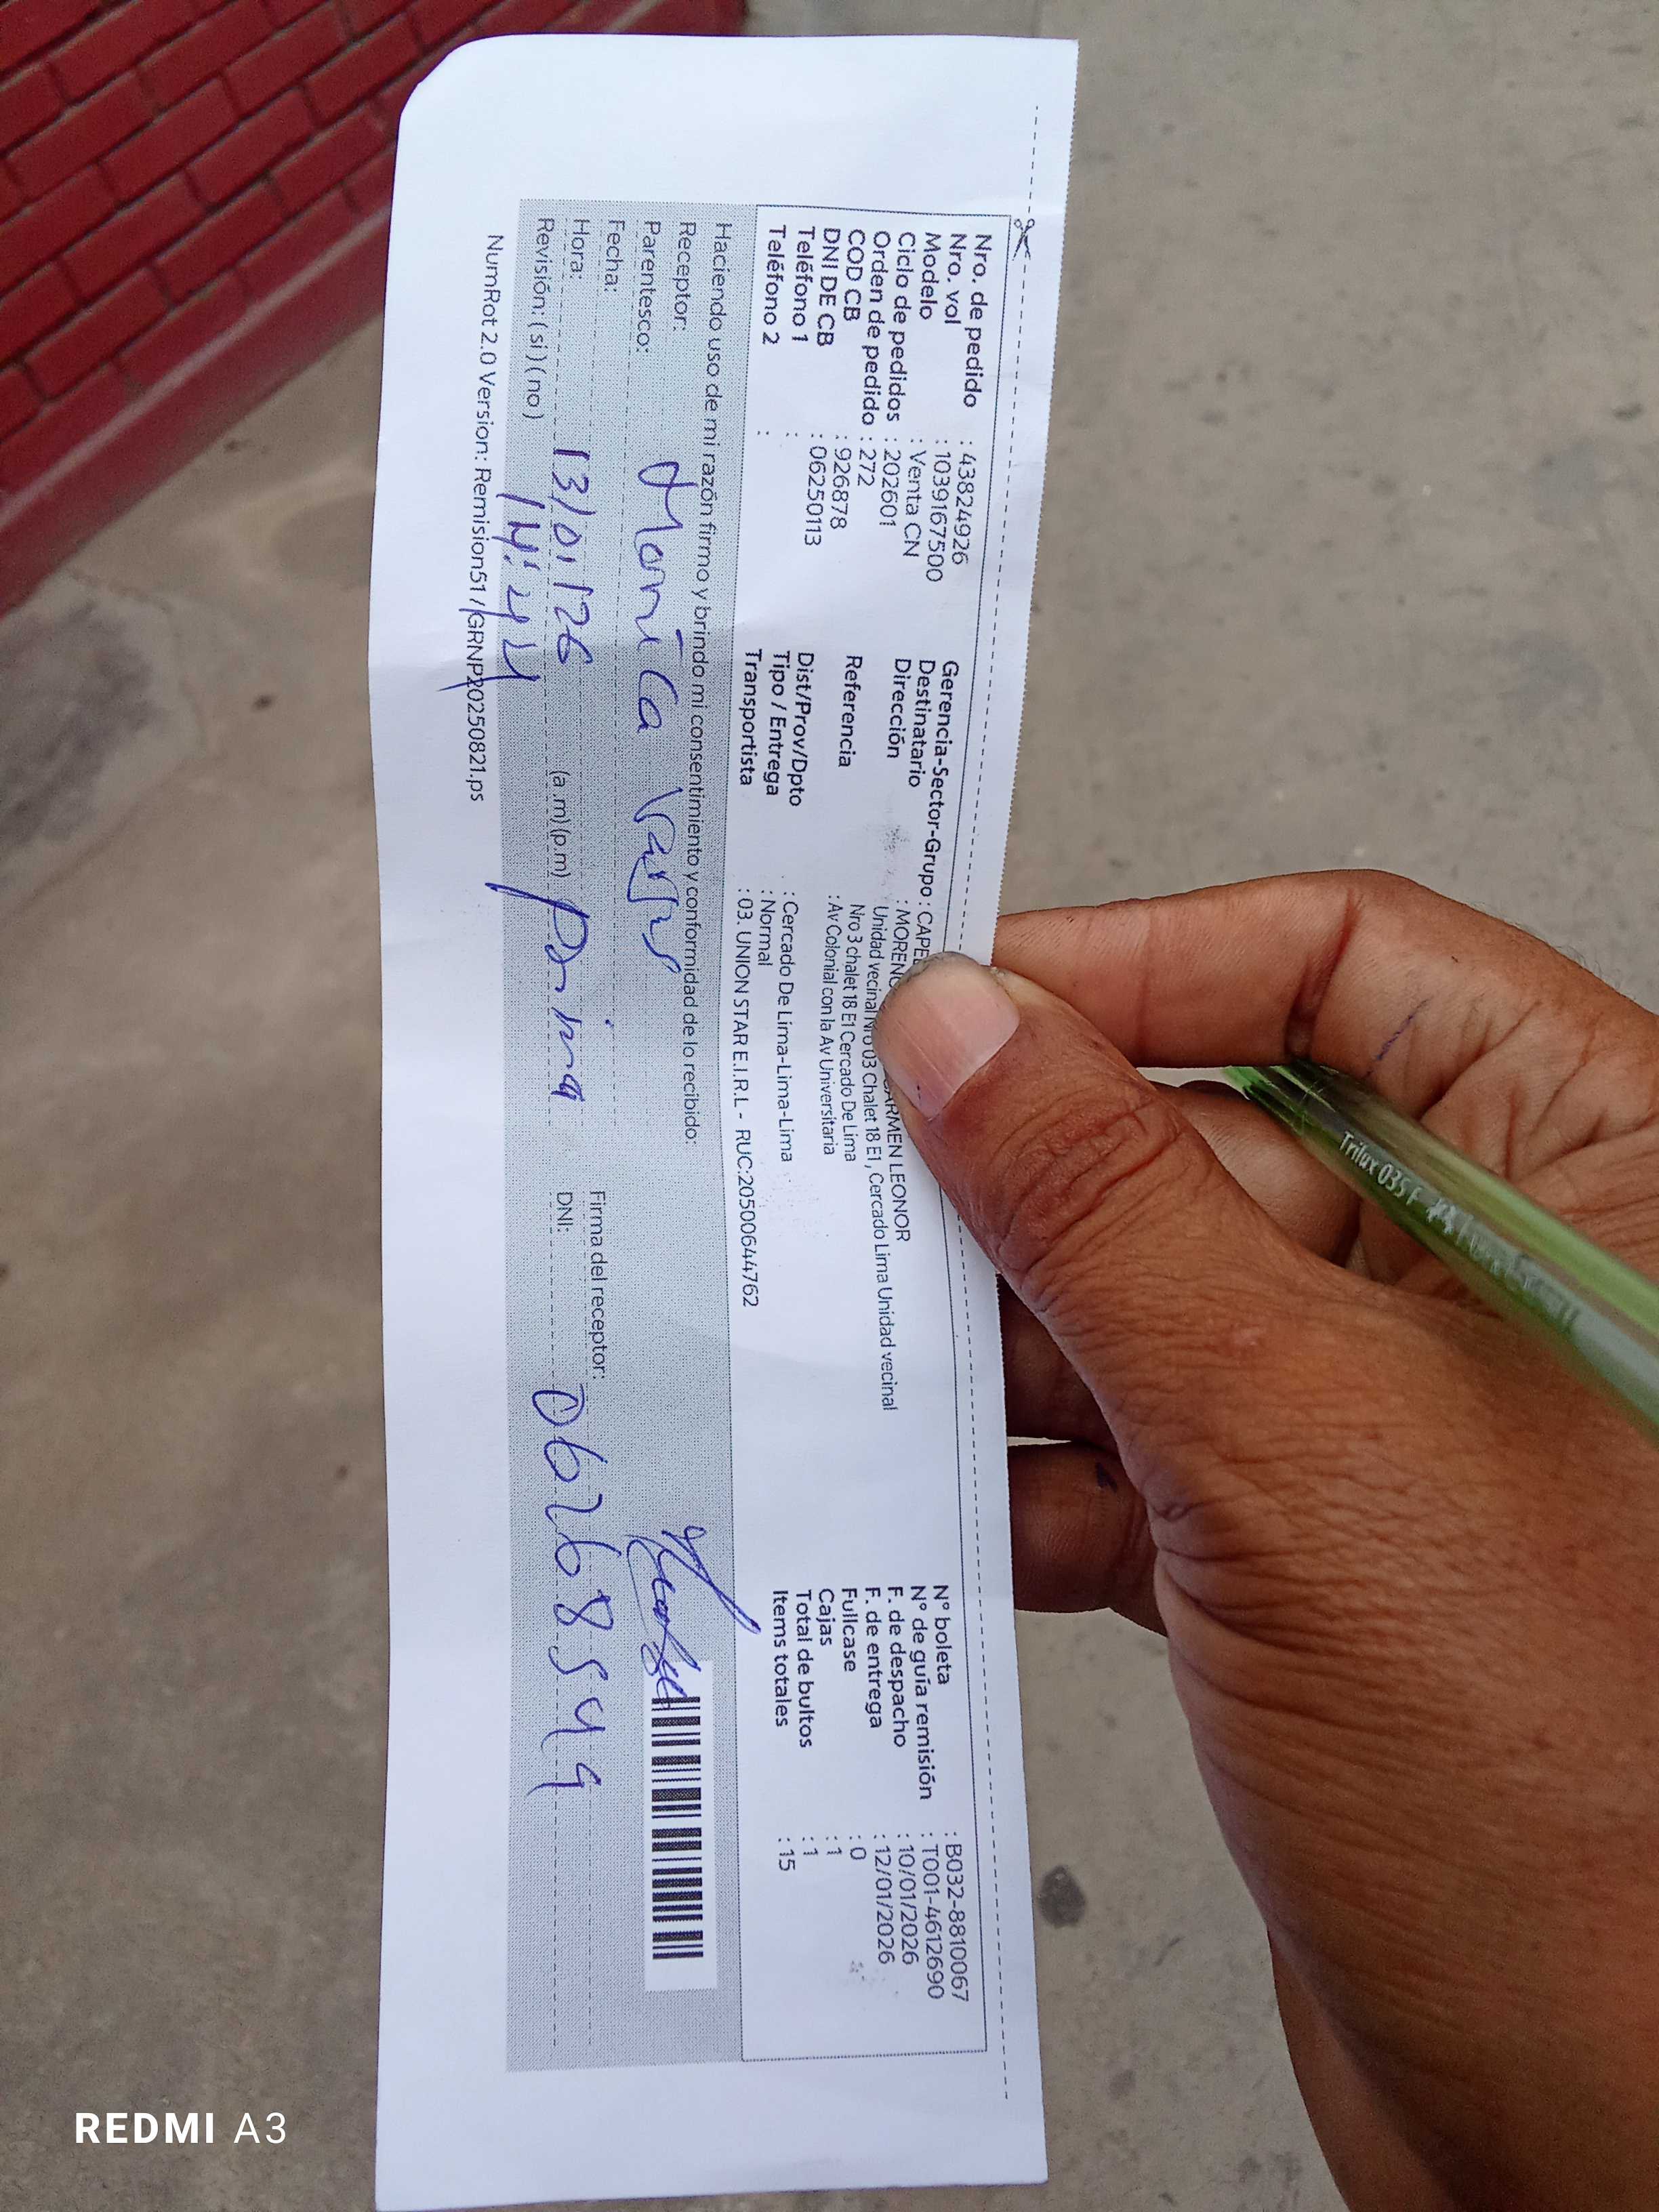 Nro. de pedido : 43824926
Nro. vol : 1039167500
Modelo : Venta CN
Ciclo de pedidos : 202601
Orden de pedido : 272
COD CB : 926878
DNI DE CB : 06250113
Teléfono 1 :
Teléfono 2 :
Gerencia-Sector-Grupo : CAPE
Destinatario : MORENO CARMEN LEONOR
Dirección Unidad vecinal Nro 03 Chalet 18 E1, Cercado Lima Unidad vecinal
Nro 3 chalet 18 E1 Cercado De Lima
Referencia : Av Colonial con la Av Universitaria
Dist/Prov/Dpto : Cercado De Lima-Lima-Lima
Tipo / Entrega : Normal
Transportista : 03. UNION STAR E.I.R.L - RUC:20500644762
N° boleta : B032-8810067
N° de guía remisión : T001-4612690
F. de despacho : 10/01/2026
F. de entrega : 12/01/2026
Fullcase : 0
Cajas : 1
Total de bultos : 1
Items totales : 15
Haciendo uso de mi razón firmo y brindo mi consentimiento y conformidad de lo recibido:
Receptor: Monica Vargas
Parentesco: Prima
Fecha: 13/01/26
Hora: 14:24 (a.m)(p.m)
Revisión: (si) (no)
Firma del receptor:
DNI: 06268549
NumRot 2.0 Version: Remision51 / GRNP20250821.ps
Trilux 035 F
REDMI A3